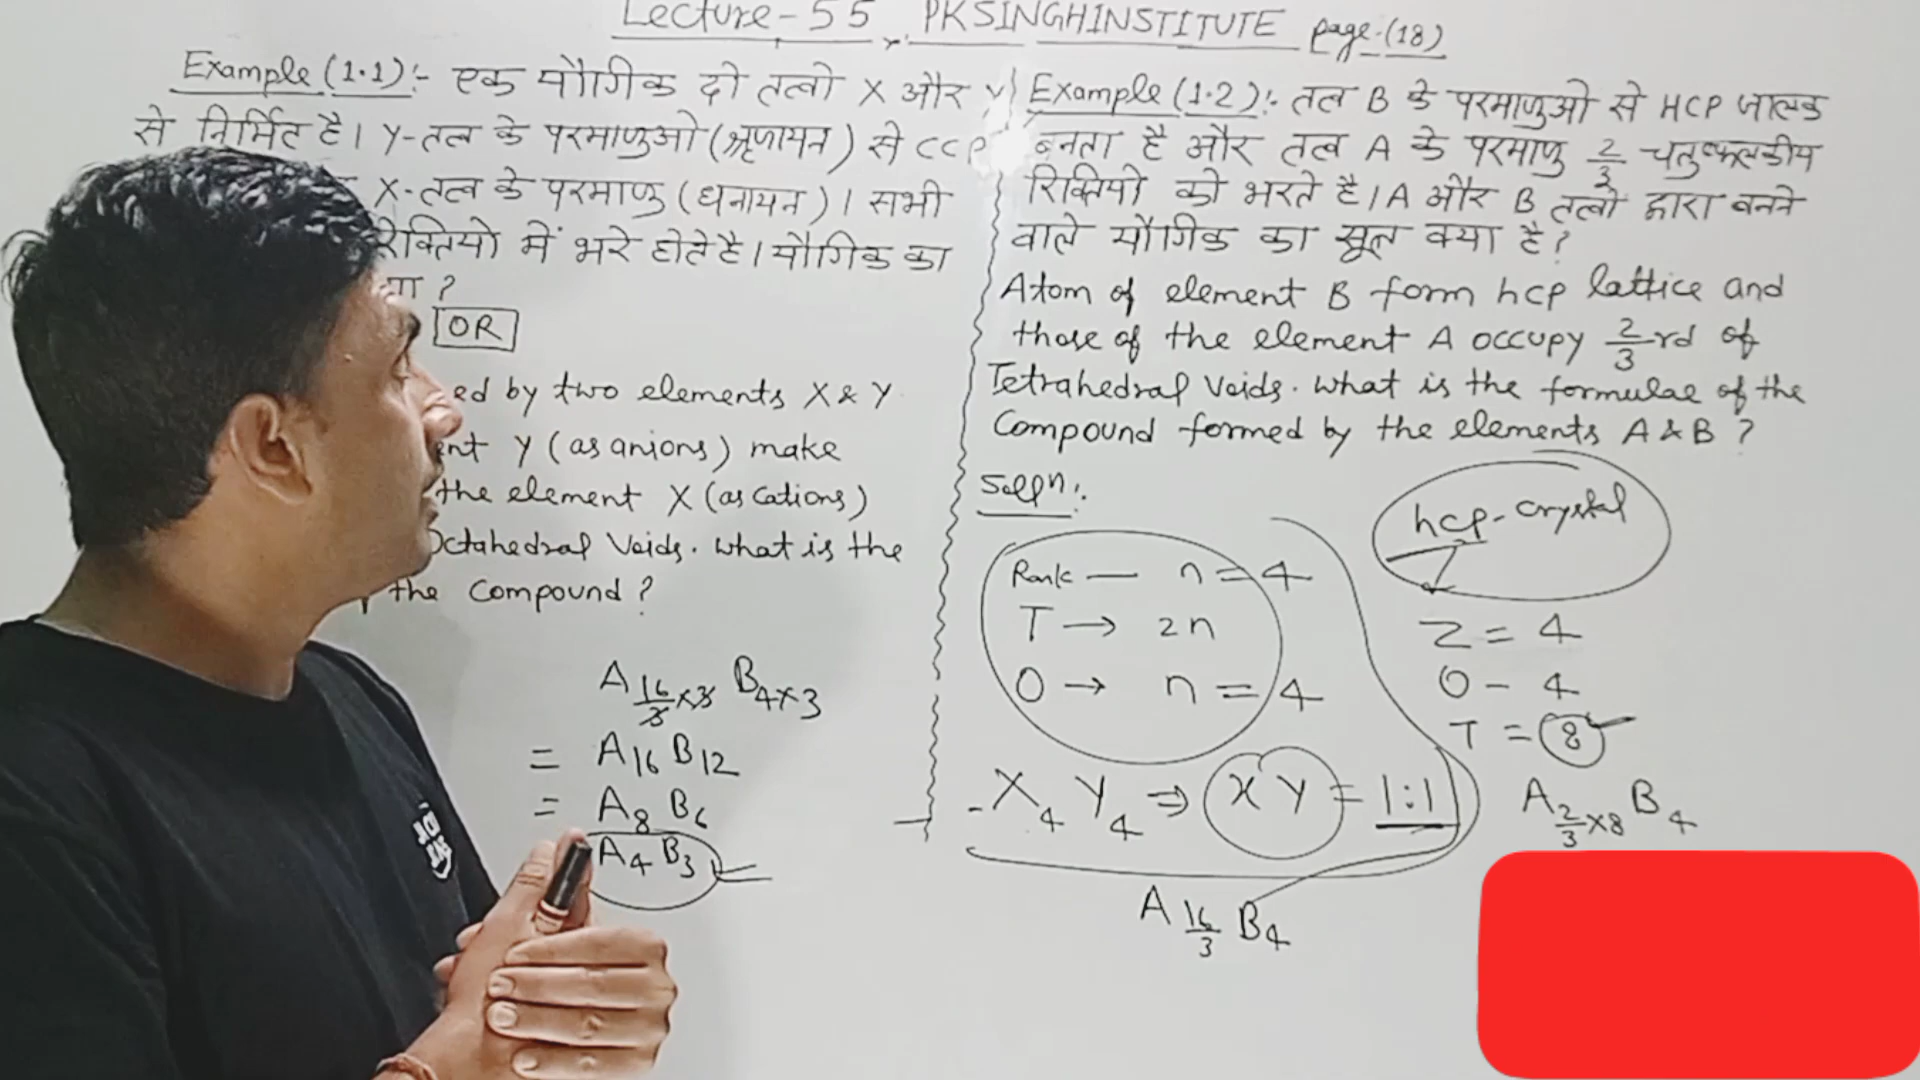 Lecture-55, PKSINGHINSTITUTE page-(18)
Example (1.1):- एक यौगिक दो तत्वो X और Y
से निर्मित है। Y-तत्व के परमाणुओ (ऋणायन) से CCP
X-तत्व के परमाणु (धनायन)। सभी
रिक्तियो में भरे होते है। यौगिक का
?
OR
ed by two elements X & Y.
ent Y (as anions) make
the element X (as Cations)
Octahedral Voids. What is the
the Compound?
A 16/3 ×3 B4×3
= A16 B12
= A8 B6
A4 B3
Example (1.2):- तत्व B के परमाणुओ से HCP जालक
बनता है और तत्व A के परमाणु 2/3 चतुष्फलकीय
रिक्तियो को भरते है। A और B तत्वो द्वारा बनने
वाले यौगिक का सूत्र क्या है?
Atom of element B form hcp lattice and
those of the element A occupy 2/3rd of
Tetrahedral Voids. What is the formulae of the
Compound formed by the elements A & B?
Soln:
Rank — n = 4
T → 2n
O → n = 4
X4 Y4 ⇒ XY = 1:1
A 16/3 B4
hcp-crystal
Z = 4
O - 4
T = 8
A 2/3 ×8 B4